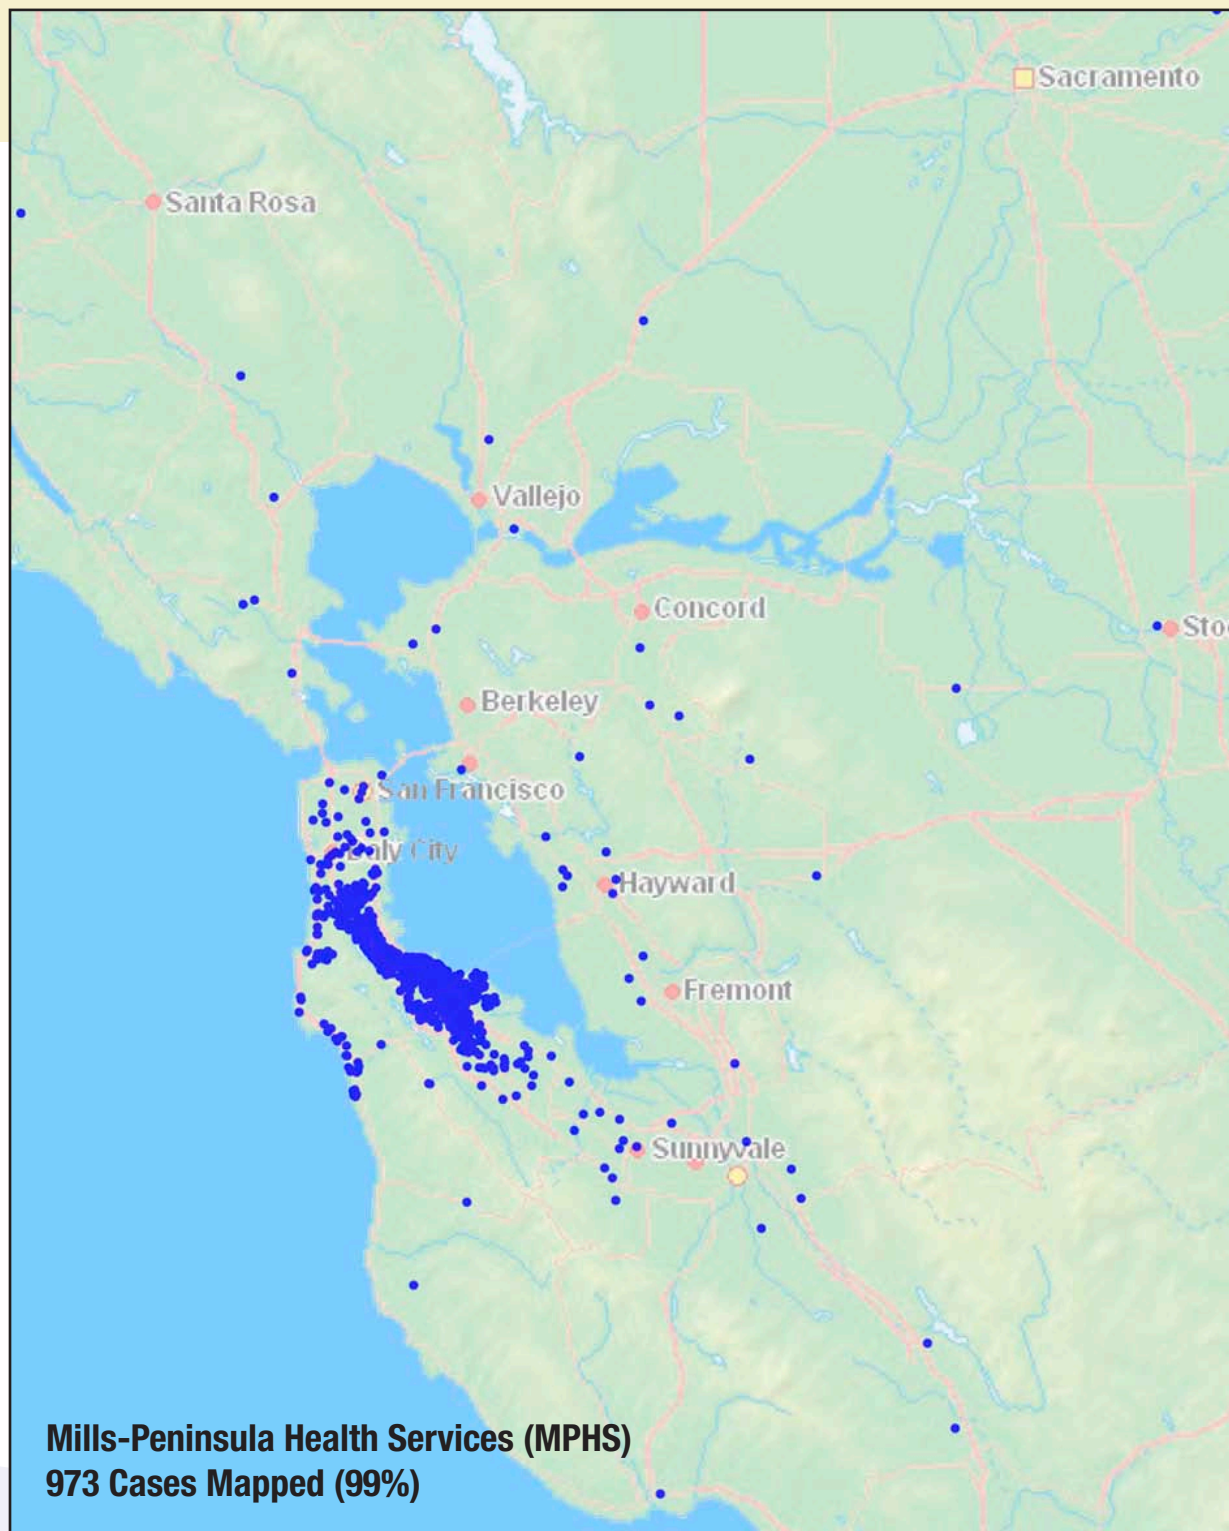 Sacramento
Santa Rosa
Vallejo
Concord
Sto
Berkeley
San Francisco
Daly City
Hayward
Fremont
Sunnyvale
Mills-Peninsula Health Services (MPHS)
973 Cases Mapped (99%)